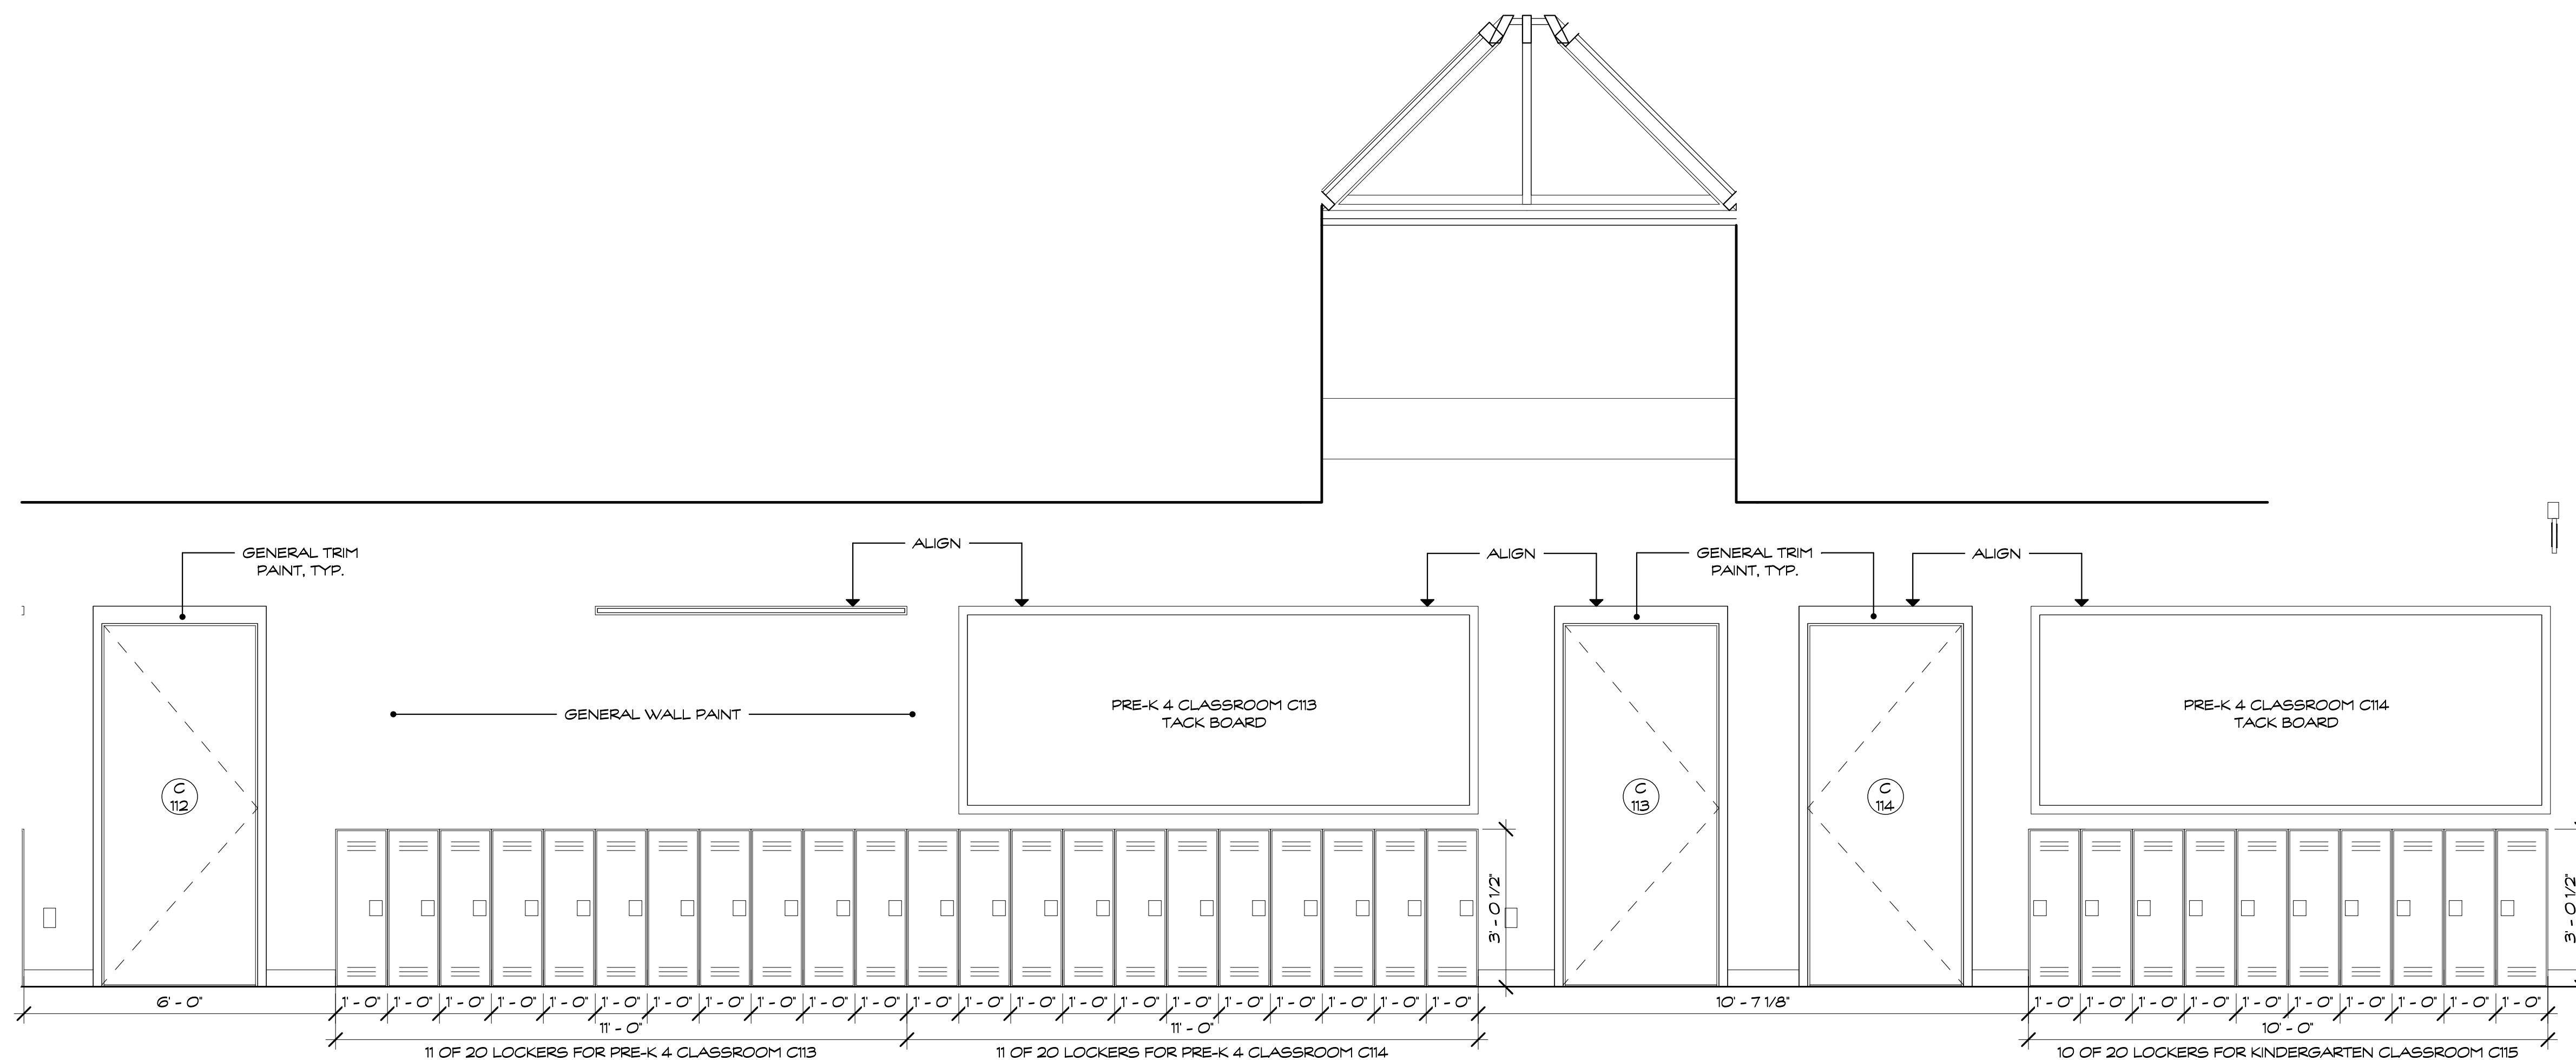 ALIGN
GENERAL TRIM
PAINT, TYP.
ALIGN
GENERAL TRIM
PAINT, TYP.
ALIGN
PRE-K 4 CLASSROOM C113
TACK BOARD
PRE-K 4 CLASSROOM C114
TACK BOARD
GENERAL WALL PAINT
C
112
C
113
C
114
3' - 0 1/2"
3' - 0 1/2"
6' - 0" 1' - 0" 1' - 0" 1' - 0" 1' - 0" 1' - 0" 1' - 0" 1' - 0" 1' - 0" 1' - 0" 1' - 0" 1' - 0" 1' - 0" 1' - 0" 1' - 0" 1' - 0" 1' - 0" 1' - 0" 1' - 0" 1' - 0" 1' - 0" 1' - 0" 1' - 0" 10' - 7 1/8" 1' - 0" 1' - 0" 1' - 0" 1' - 0" 1' - 0" 1' - 0" 1' - 0" 1' - 0" 1' - 0" 1' - 0"
11' - 0" 11' - 0" 10' - 0"
11 OF 20 LOCKERS FOR PRE-K 4 CLASSROOM C113
11 OF 20 LOCKERS FOR PRE-K 4 CLASSROOM C114
10 OF 20 LOCKERS FOR KINDERGARTEN CLASSROOM C115